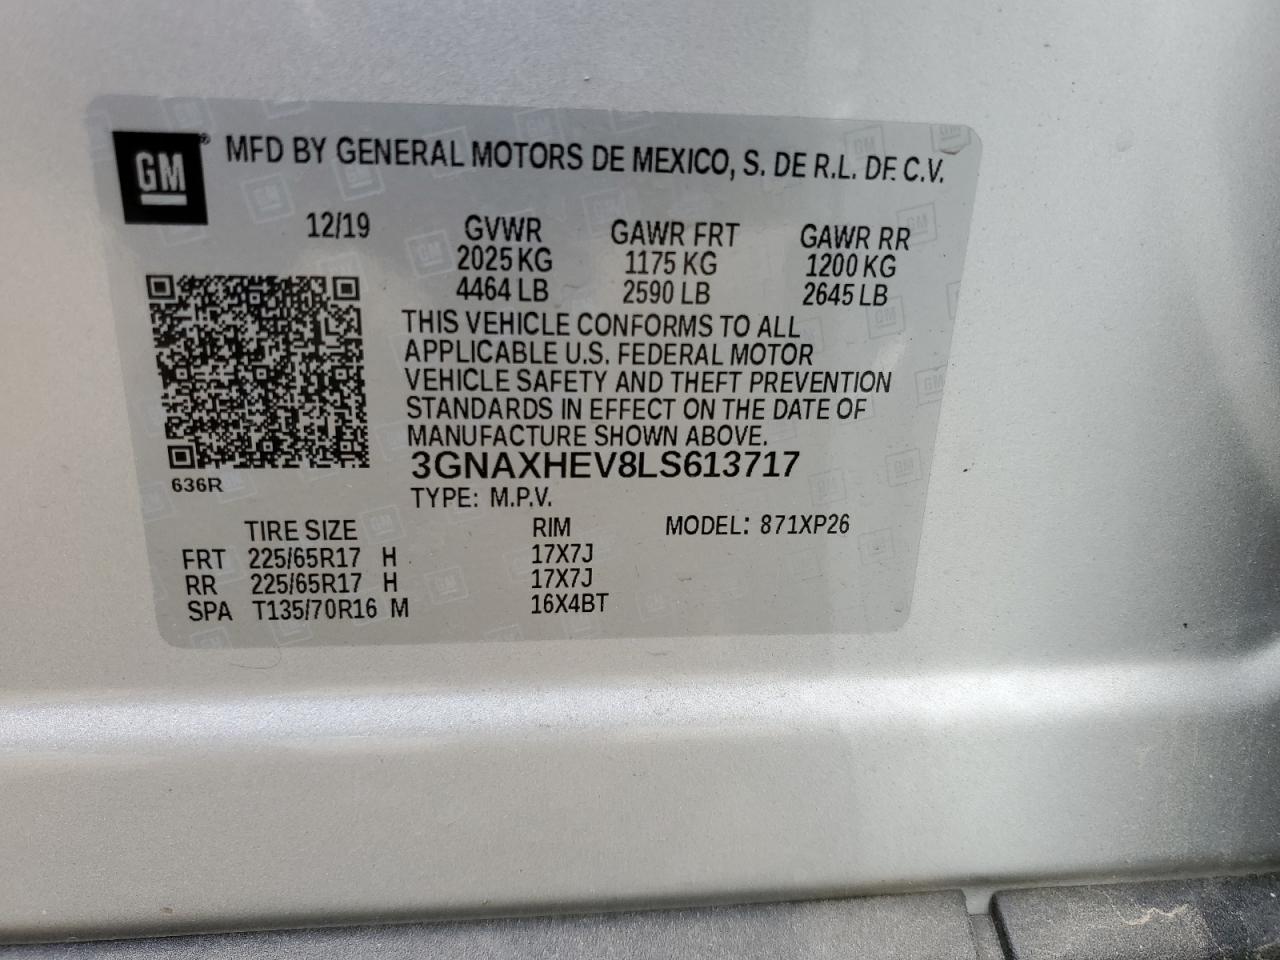 GM ® MFD BY GENERAL MOTORS DE MEXICO, S. DE R.L. DE C.V.
12/19 GVWR GAWR FRT GAWR RR
2025 KG 1175 KG 1200 KG
4464 LB 2590 LB 2645 LB
THIS VEHICLE CONFORMS TO ALL
APPLICABLE U.S. FEDERAL MOTOR
VEHICLE SAFETY AND THEFT PREVENTION
STANDARDS IN EFFECT ON THE DATE OF
MANUFACTURE SHOWN ABOVE.
3GNAXHEV8LS613717
636R
TYPE: M.P.V.
TIRE SIZE RIM MODEL: 871XP26
FRT 225/65R17 H 17X7J
RR 225/65R17 H 17X7J
SPA T135/70R16 M 16X4BT